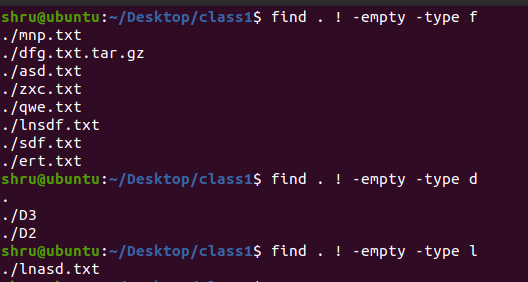 shru@ubuntu:~/Desktop/class1$ find . ! -empty -type f
./mnp.txt
./dfg.txt.tar.gz
./asd.txt
./zxc.txt
./qwe.txt
./lnsdf.txt
./sdf.txt
./ert.txt
shru@ubuntu:~/Desktop/class1$ find . ! -empty -type d
.
./D3
./D2
shru@ubuntu:~/Desktop/class1$ find . ! -empty -type l
./lnasd.txt